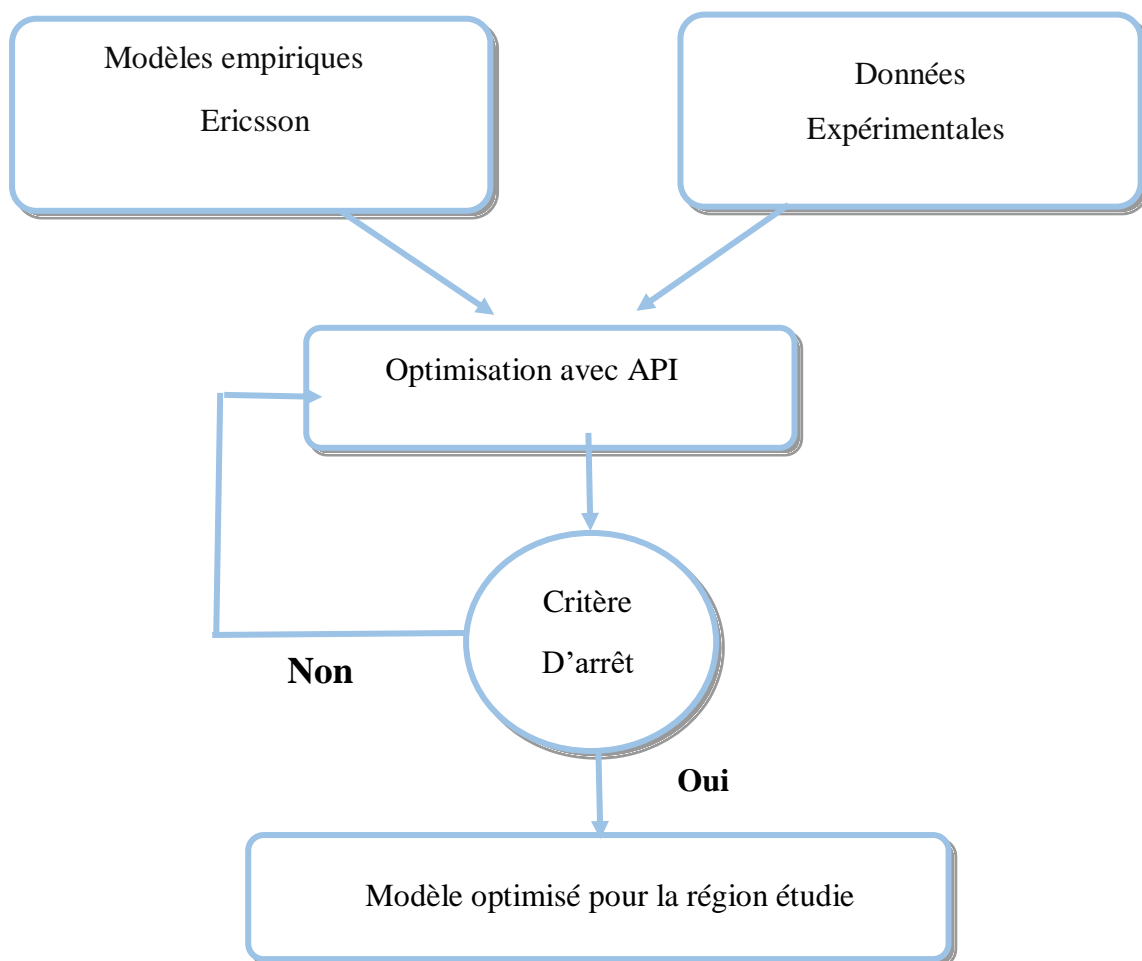 Modèles empiriques
Ericsson
Données
Expérimentales
Optimisation avec API
Critère
D’arrêt
Non
Oui
Modèle optimisé pour la région étudie